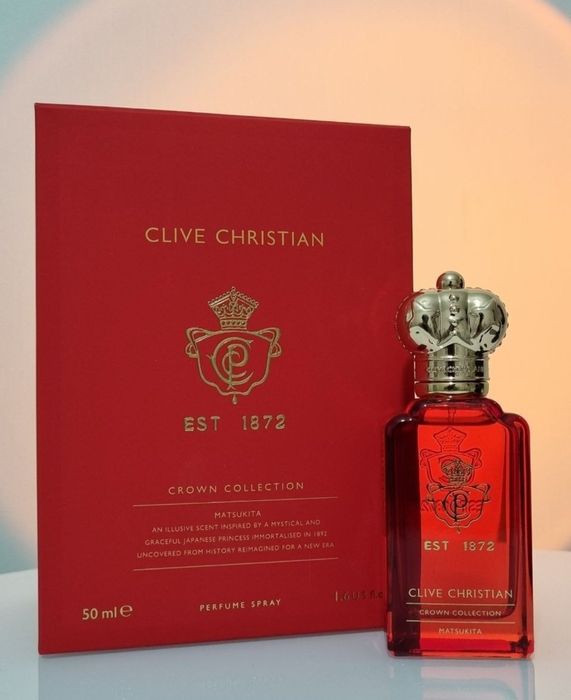 CLIVE CHRISTIAN
EST 1872
CROWN COLLECTION
MATSUKITA
AN ILLUSIVE SCENT INSPIRED BY A MYSTICAL AND
GRACEFUL JAPANESE PRINCESS IMMORTALISED IN 1892
UNCOVERED FROM HISTORY REIMAGINED FOR A NEW ERA
50 ml e
PERFUME SPRAY
EST 1872
CLIVE CHRISTIAN
CROWN COLLECTION
MATSUKITA